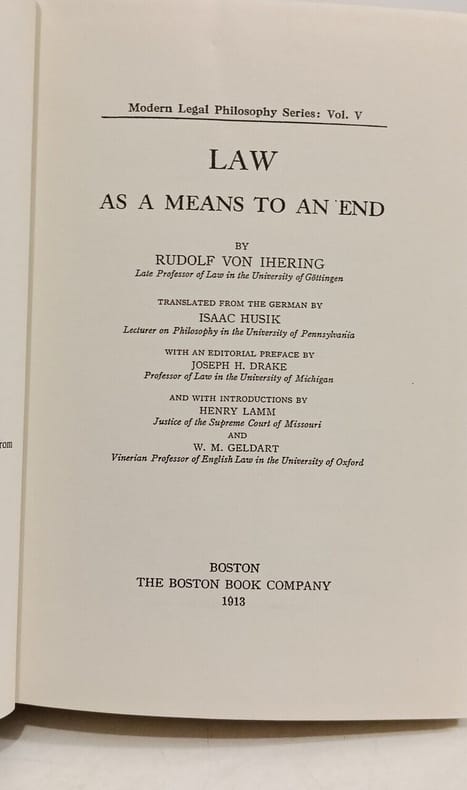 Modern Legal Philosophy Series: Vol. V
LAW
AS A MEANS TO AN END
BY
RUDOLF VON IHERING
Late Professor of Law in the University of Göttingen
TRANSLATED FROM THE GERMAN BY
ISAAC HUSIK
Lecturer on Philosophy in the University of Pennsylvania
WITH AN EDITORIAL PREFACE BY
JOSEPH H. DRAKE
Professor of Law in the University of Michigan
AND WITH INTRODUCTIONS BY
HENRY LAMM
Justice of the Supreme Court of Missouri
AND
W. M. GELDART
Vinerian Professor of English Law in the University of Oxford
BOSTON
THE BOSTON BOOK COMPANY
1913